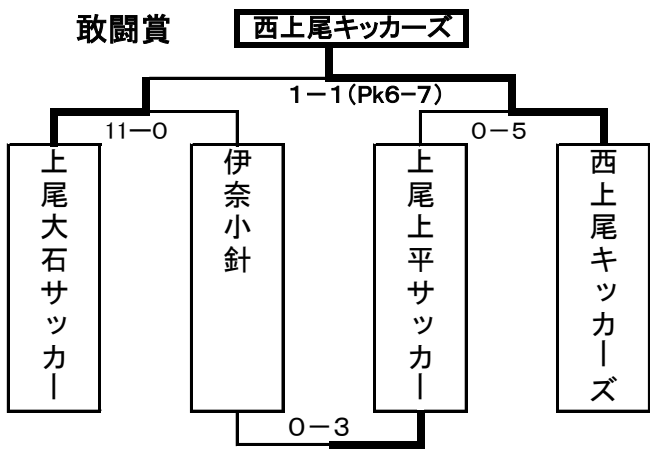 敢闘賞
西上尾キッカーズ
1－1(Pk6－7)
11－0
0－5
上尾大石サッカー
伊奈小針
上尾上平サッカー
西上尾キッカーズ
0－3